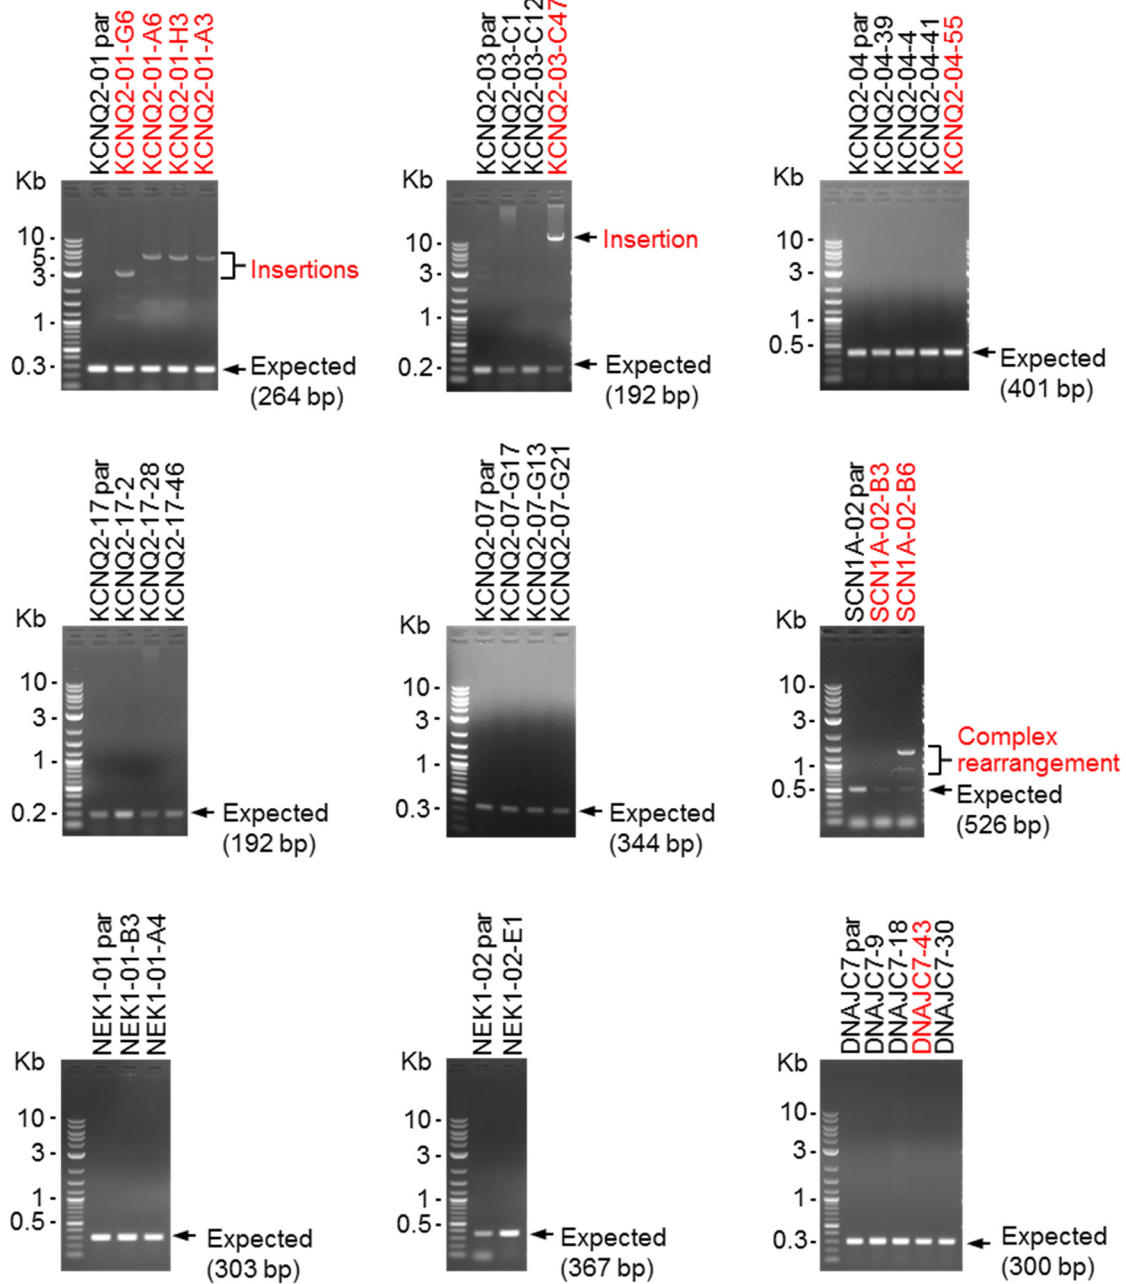 KCNQ2-01 par
KCNQ2-01-G6
KCNQ2-01-A6
KCNQ2-01-H3
KCNQ2-01-A3
Kb
10-
5-
3-
1-
0.3-
Insertions
Expected
(264 bp)
KCNQ2-03 par
KCNQ2-03-C1
KCNQ2-03-C12
KCNQ2-03-C47
Kb
10-
3-
1-
0.2-
Insertion
Expected
(192 bp)
KCNQ2-04 par
KCNQ2-04-39
KCNQ2-04-4
KCNQ2-04-41
KCNQ2-04-55
Kb
10-
3-
1-
0.5-
Expected
(401 bp)
KCNQ2-17 par
KCNQ2-17-2
KCNQ2-17-28
KCNQ2-17-46
Kb
10-
3-
1-
0.2-
Expected
(192 bp)
KCNQ2-07 par
KCNQ2-07-G17
KCNQ2-07-G13
KCNQ2-07-G21
Kb
10-
3-
1-
0.3-
Expected
(344 bp)
SCN1A-02 par
SCN1A-02-B3
SCN1A-02-B6
Kb
10-
3-
1-
0.5-
Complex
rearrangement
Expected
(526 bp)
NEK1-01 par
NEK1-01-B3
NEK1-01-A4
Kb
10-
3-
1-
0.5-
Expected
(303 bp)
NEK1-02 par
NEK1-02-E1
Kb
10-
3-
1-
0.5-
Expected
(367 bp)
DNAJC7 par
DNAJC7-9
DNAJC7-18
DNAJC7-43
DNAJC7-30
Kb
10-
3-
1-
0.3-
Expected
(300 bp)